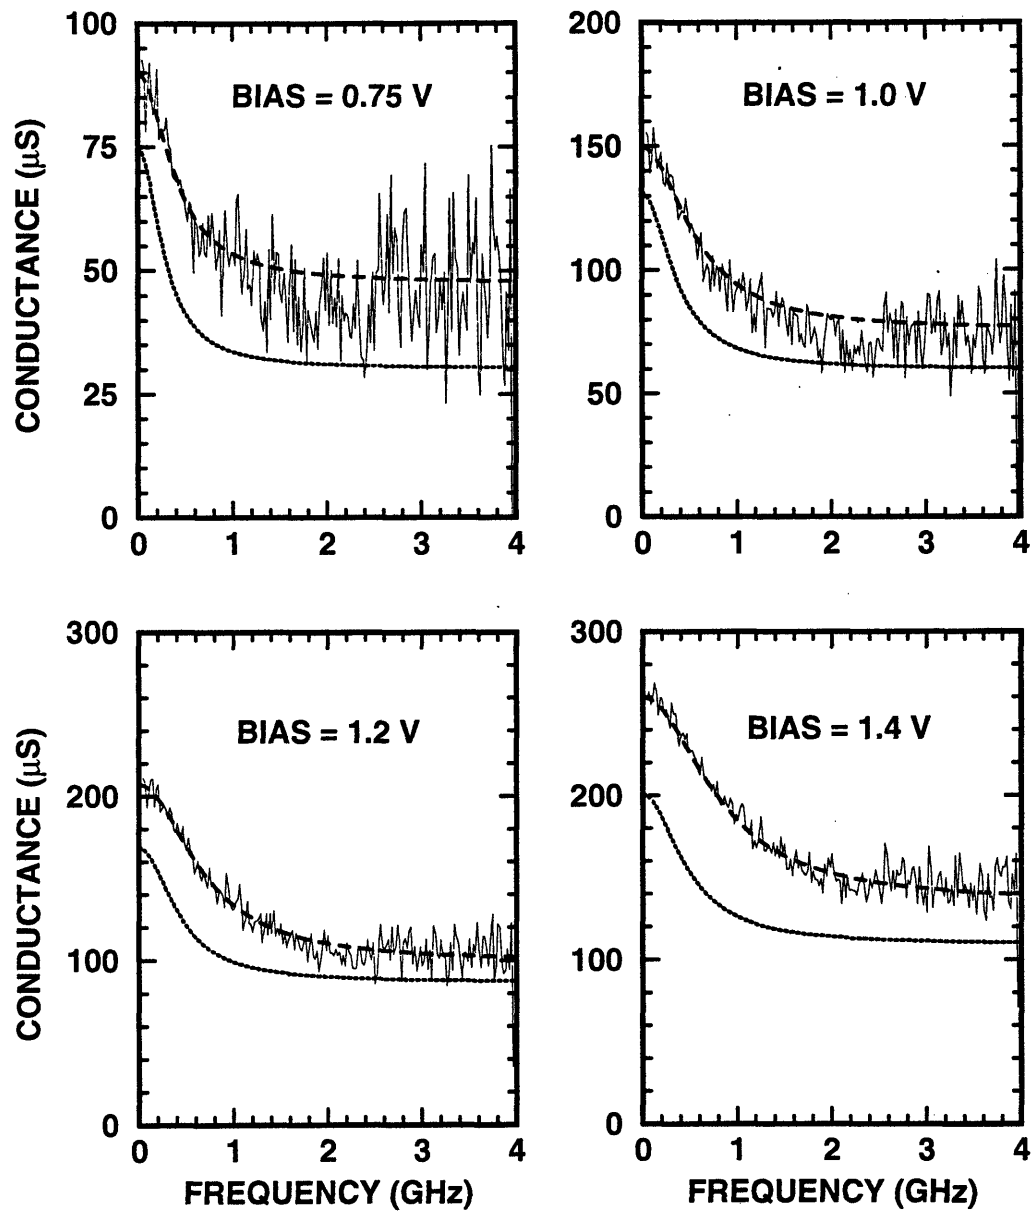 100
75
50
25
0
CONDUCTANCE (μS)
BIAS = 0.75 V
0 1 2 3 4
200
150
100
50
0
BIAS = 1.0 V
0 1 2 3 4
300
200
100
0
CONDUCTANCE (μS)
BIAS = 1.2 V
0 1 2 3 4
FREQUENCY (GHz)
300
200
100
0
BIAS = 1.4 V
0 1 2 3 4
FREQUENCY (GHz)